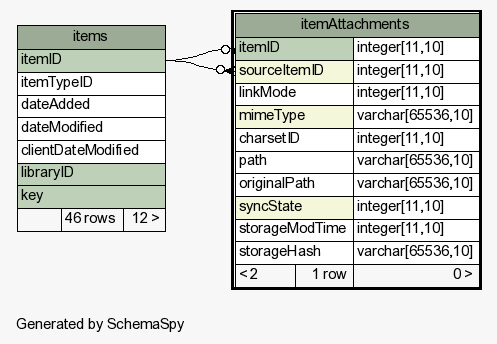 items
itemID
itemTypeID
dateAdded
dateModified
clientDateModified
libraryID
key
46 rows 12 >
itemAttachments
itemID integer[11,10]
sourceItemID integer[11,10]
linkMode integer[11,10]
mimeType varchar[65536,10]
charsetID integer[11,10]
path varchar[65536,10]
originalPath varchar[65536,10]
syncState integer[11,10]
storageModTime integer[11,10]
storageHash varchar[65536,10]
< 2 1 row 0 >
Generated by SchemaSpy